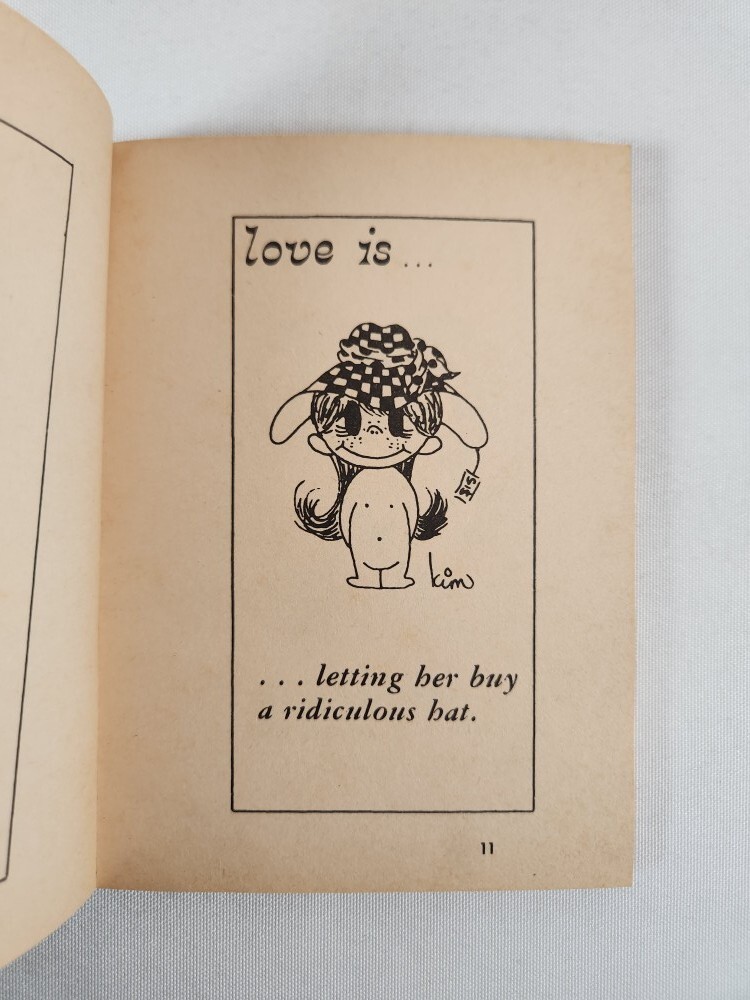 love is ...
kim
. . . letting her buy
a ridiculous hat.
11